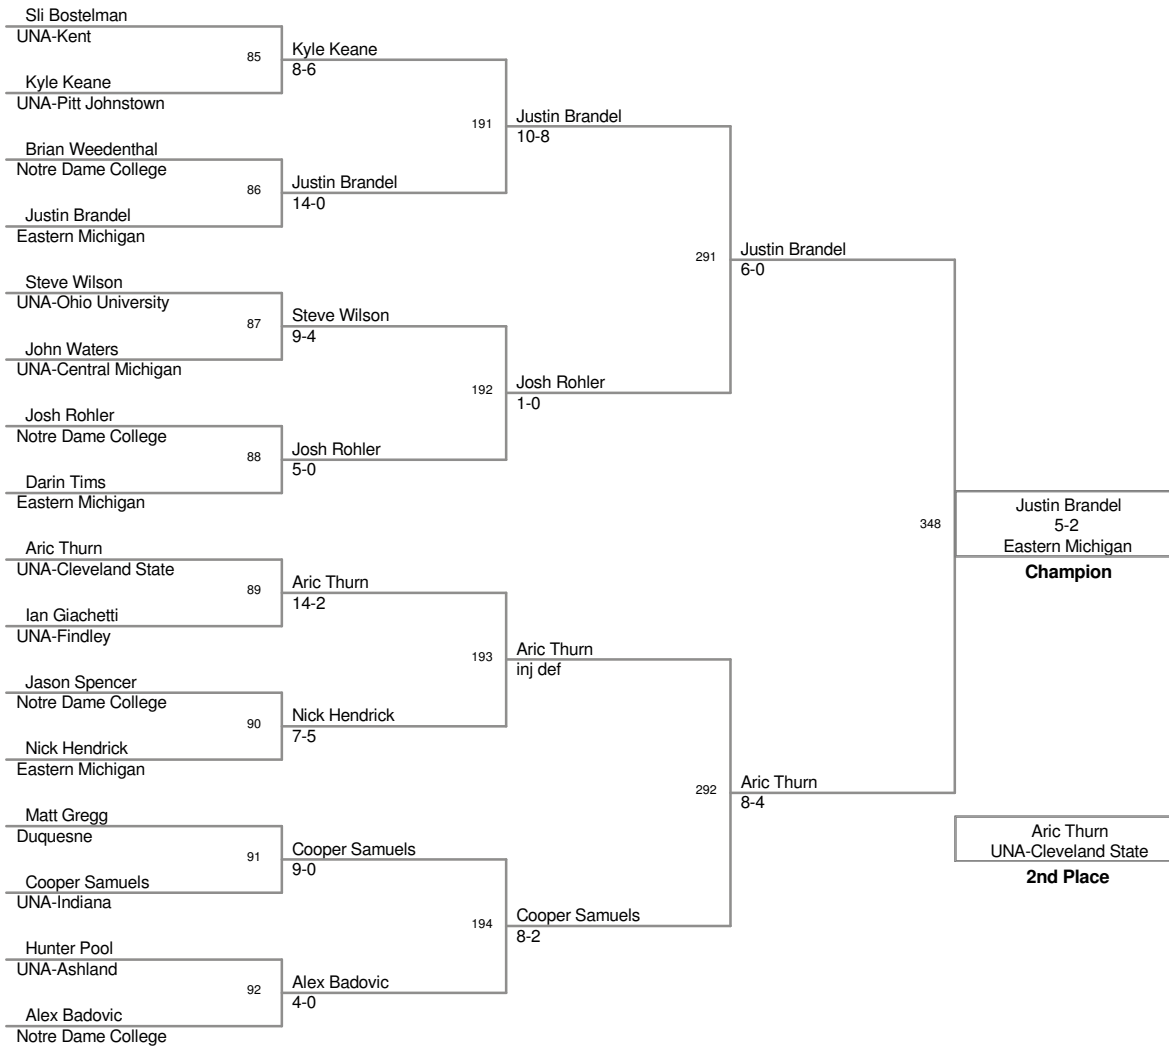 Sli Bostelman
UNA-Kent
85
Kyle Keane
8-6
Kyle Keane
UNA-Pitt Johnstown
191
Justin Brandel
10-8
Brian Weedenthal
Notre Dame College
86
Justin Brandel
14-0
Justin Brandel
Eastern Michigan
291
Justin Brandel
6-0
Steve Wilson
UNA-Ohio University
87
Steve Wilson
9-4
John Waters
UNA-Central Michigan
192
Josh Rohler
1-0
Josh Rohler
Notre Dame College
88
Josh Rohler
5-0
Darin Tims
Eastern Michigan
348
Justin Brandel
5-2
Eastern Michigan
Champion
Aric Thurn
UNA-Cleveland State
89
Aric Thurn
14-2
Ian Giachetti
UNA-Findley
193
Aric Thurn
inj def
Jason Spencer
Notre Dame College
90
Nick Hendrick
7-5
Nick Hendrick
Eastern Michigan
292
Aric Thurn
8-4
Matt Gregg
Duquesne
91
Cooper Samuels
9-0
Aric Thurn
UNA-Cleveland State
2nd Place
Cooper Samuels
UNA-Indiana
194
Cooper Samuels
8-2
Hunter Pool
UNA-Ashland
92
Alex Badovic
4-0
Alex Badovic
Notre Dame College